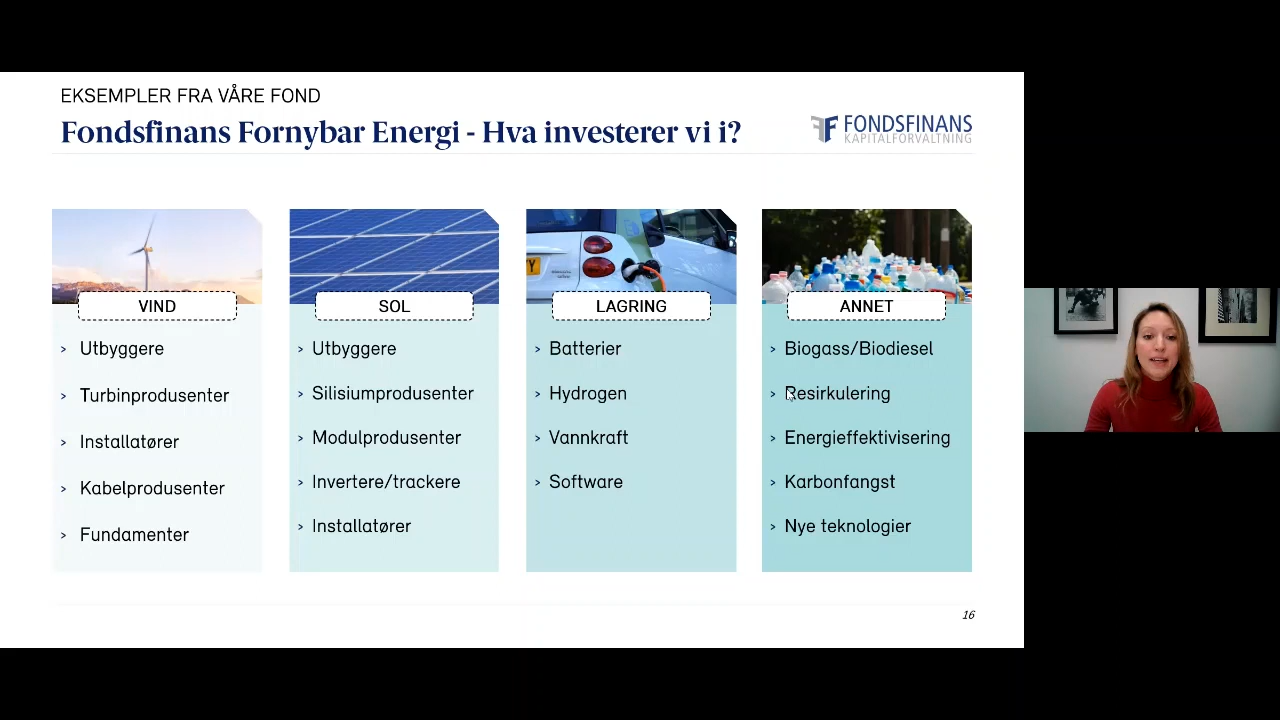 EKSEMPLER FRA VÅRE FOND
Fondsfinans Fornybar Energi - Hva investerer vi i?
FONDSFINANS
KAPITALFORVALTNING
VIND
› Utbyggere
› Turbinprodusenter
› Installatører
› Kabelprodusenter
› Fundamenter
SOL
› Utbyggere
› Silisiumprodusenter
› Modulprodusenter
› Invertere/trackere
› Installatører
LAGRING
› Batterier
› Hydrogen
› Vannkraft
› Software
ANNET
› Biogass/Biodiesel
› Resirkulering
› Energieffektivisering
› Karbonfangst
› Nye teknologier
16